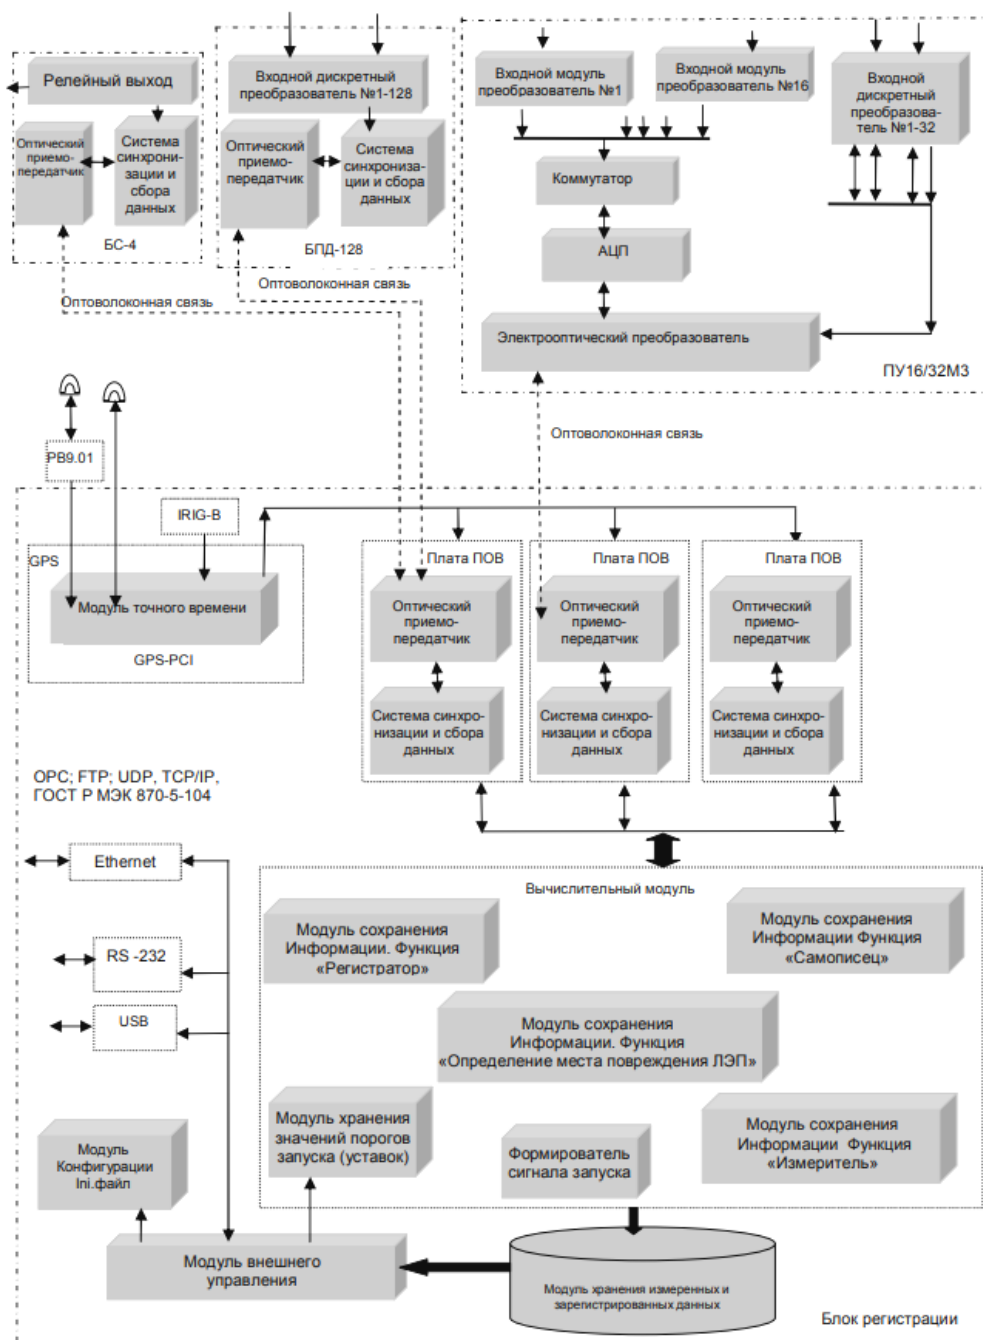 Релейный выход
Оптический
приемо-
передатчик
Система
синхрони-
зации и
сбора
данных
БС-4
Входной дискретный
преобразователь №1-128
Оптический
приемо-
передатчик
Система
синхрониза-
ции и сбора
данных
БПД-128
Входной модуль
преобразователь №1
Входной модуль
преобразователь №16
Входной
дискретный
преобразова-
тель №1-32
Коммутатор
АЦП
Электрооптический преобразователь
ПУ16/32М3
Оптоволоконная связь
Оптоволоконная связь
Оптоволоконная связь
РВ9.01
IRIG-B
GPS
Модуль точного времени
GPS-PCI
Плата ПОВ
Оптический
приемо-
передатчик
Система синхро-
низации и сбора
данных
Плата ПОВ
Оптический
приемо-
передатчик
Система синхро-
низации и сбора
данных
Плата ПОВ
Оптический
приемо-
передатчик
Система синхро-
низации и сбора
данных
OPC; FTP; UDP, TCP/IP,
ГОСТ Р МЭК 870-5-104
Ethernet
RS -232
USB
Вычислительный модуль
Модуль сохранения
Информации. Функция
«Регистратор»
Модуль сохранения
Информации Функция
«Самописец»
Модуль сохранения
Информации. Функция
«Определение места повреждения ЛЭП»
Модуль хранения
значений порогов
запуска (уставок)
Формирователь
сигнала запуска
Модуль сохранения
Информации Функция
«Измеритель»
Модуль
Конфигурации
Ini.файл
Модуль внешнего
управления
Модуль хранения измеренных и
зарегистрированных данных
Блок регистрации